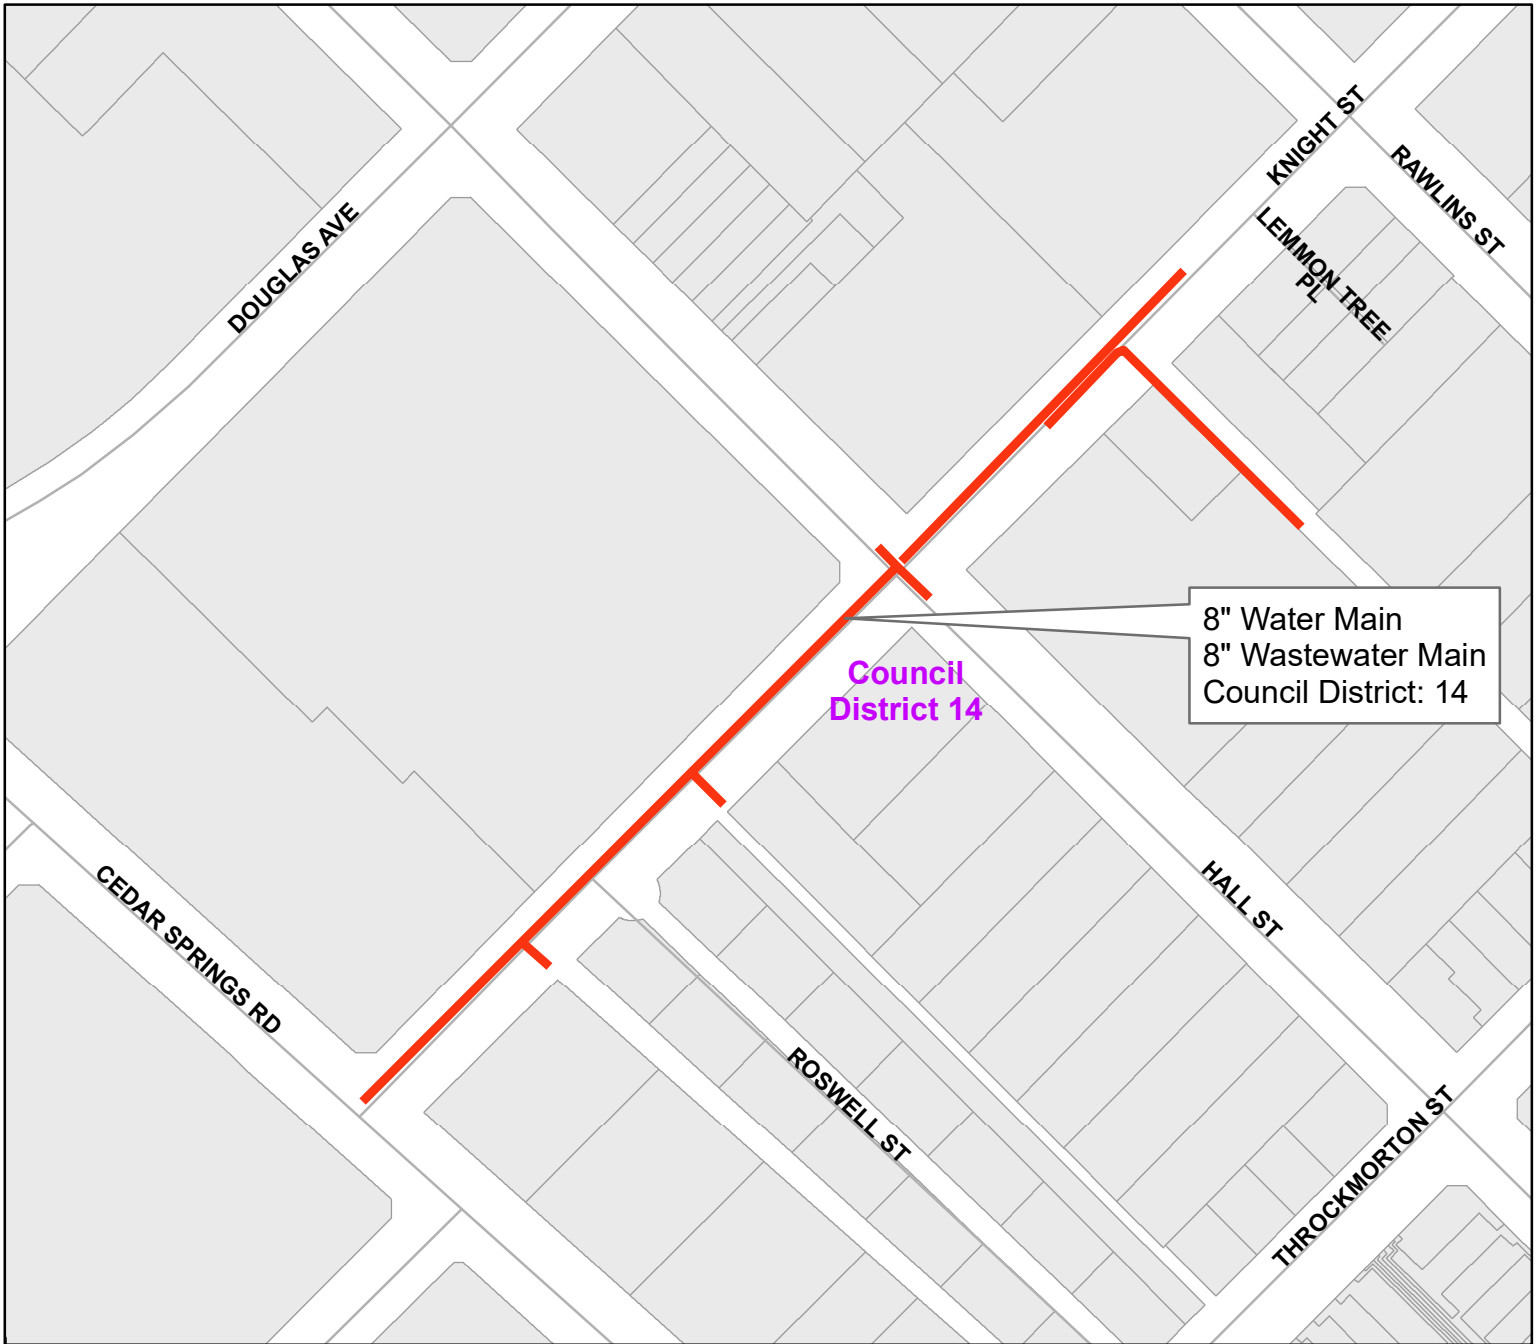 KNIGHT ST
RAWLINS ST
LEMMON TREE
PL
DOUGLAS AVE
8" Water Main
8" Wastewater Main
Council District: 14
Council
District 14
CEDAR SPRINGS RD
HALL ST
ROSWELL ST
THROCKMORTON ST